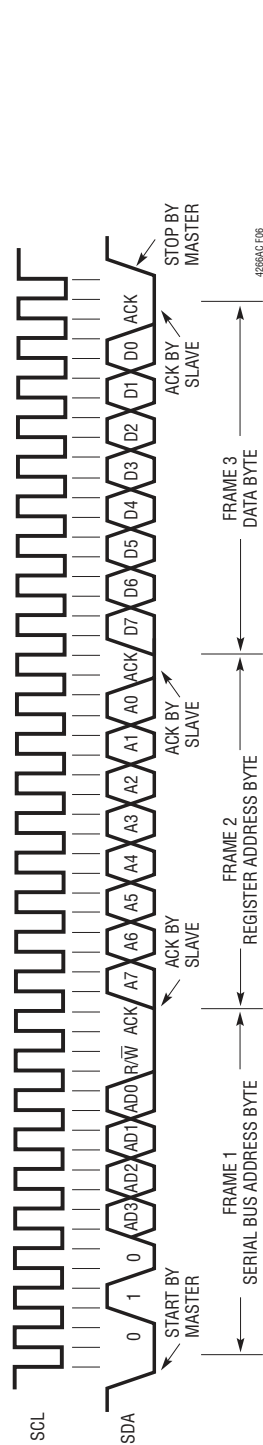 SCL
SDA
0 1 0 AD3 AD2 AD1 AD0 R/W̅ ACK A7 A6 A5 A4 A3 A2 A1 A0 ACK D7 D6 D5 D4 D3 D2 D1 D0 ACK
START BY
MASTER
ACK BY
SLAVE
ACK BY
SLAVE
ACK BY
SLAVE
STOP BY
MASTER
FRAME 1
SERIAL BUS ADDRESS BYTE
FRAME 2
REGISTER ADDRESS BYTE
FRAME 3
DATA BYTE
4266AC F06